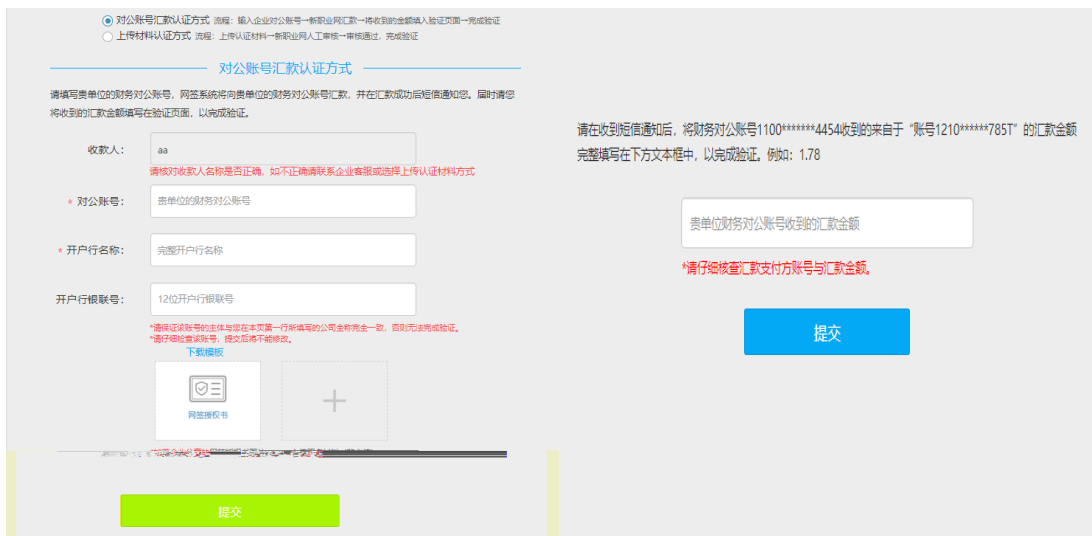 对公账号汇款认证方式 流程：输入企业对公账号→新职业网汇款→将收到的金额填入验证页面→完成验证
上传材料认证方式 流程：上传认证材料→新职业网人工审核→审核通过，完成验证
对公账号汇款认证方式
请填写贵单位的财务对公账号，网签系统将向贵单位的财务对公账号汇款，并在汇款成功后短信通知您。届时请您
将收到的汇款金额填写在验证页面，以完成验证。
收款人： aa
请核对收款人名称是否正确，如不正确请联系企业客服或选择上传认证材料方式
* 对公账号： 贵单位的财务对公账号
* 开户行名称： 完整开户行名称
开户行银联号： 12位开户行银联号
*请保证该账号的主体与您在本页第一行所填写的公司全称完全一致，否则无法完成验证。
*请仔细检查该账号，提交后将不能修改。
下载模板
网签授权书
提交
请在收到短信通知后，将财务对公账号1100*******4454收到的来自于“账号1210******785T”的汇款金额
完整填写在下方文本框中，以完成验证。例如：1.78
贵单位财务对公账号收到的汇款金额
*请仔细核查汇款支付方账号与汇款金额。
提交